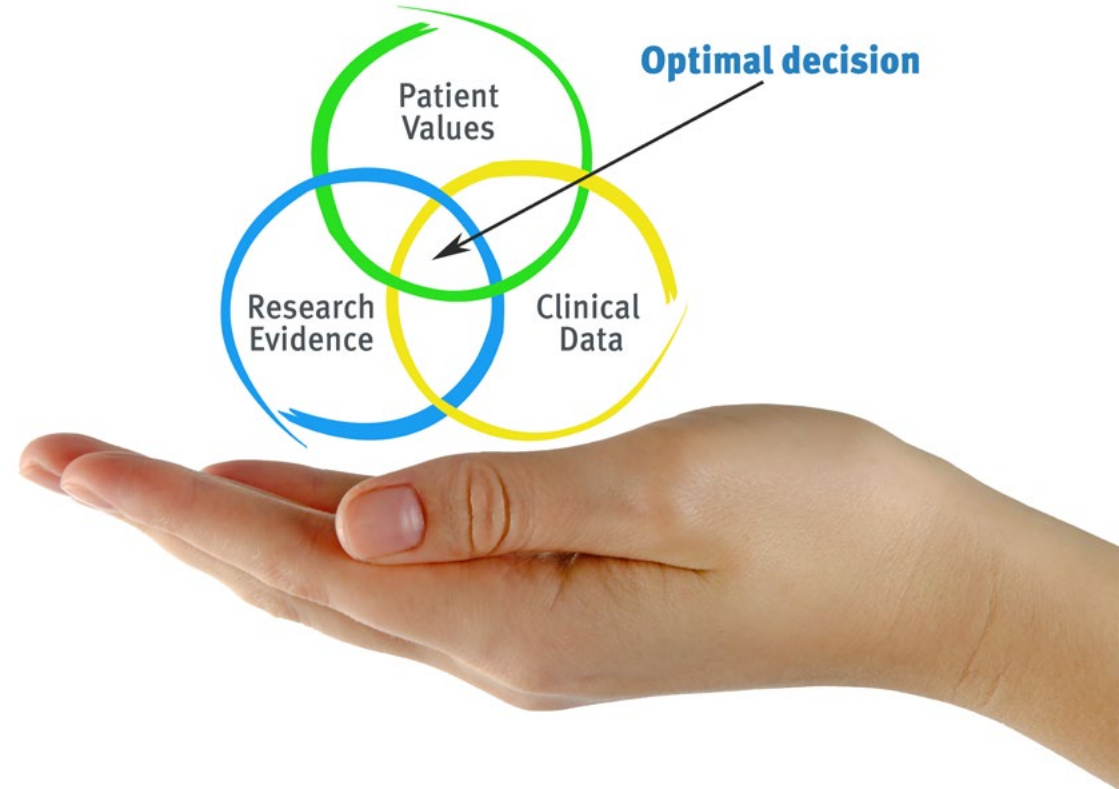 Optimal decision
Patient
Values
Research
Evidence
Clinical
Data